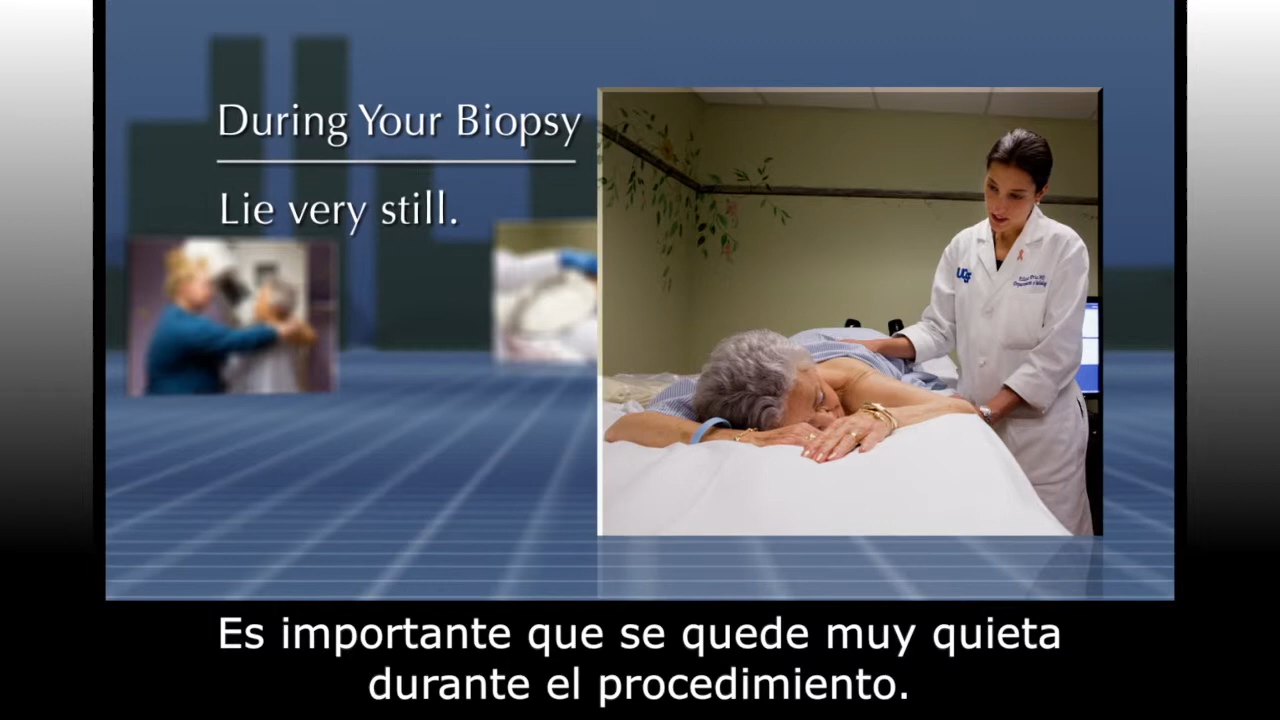 During Your Biopsy
Lie very still.
Es importante que se quede muy quieta
durante el procedimiento.